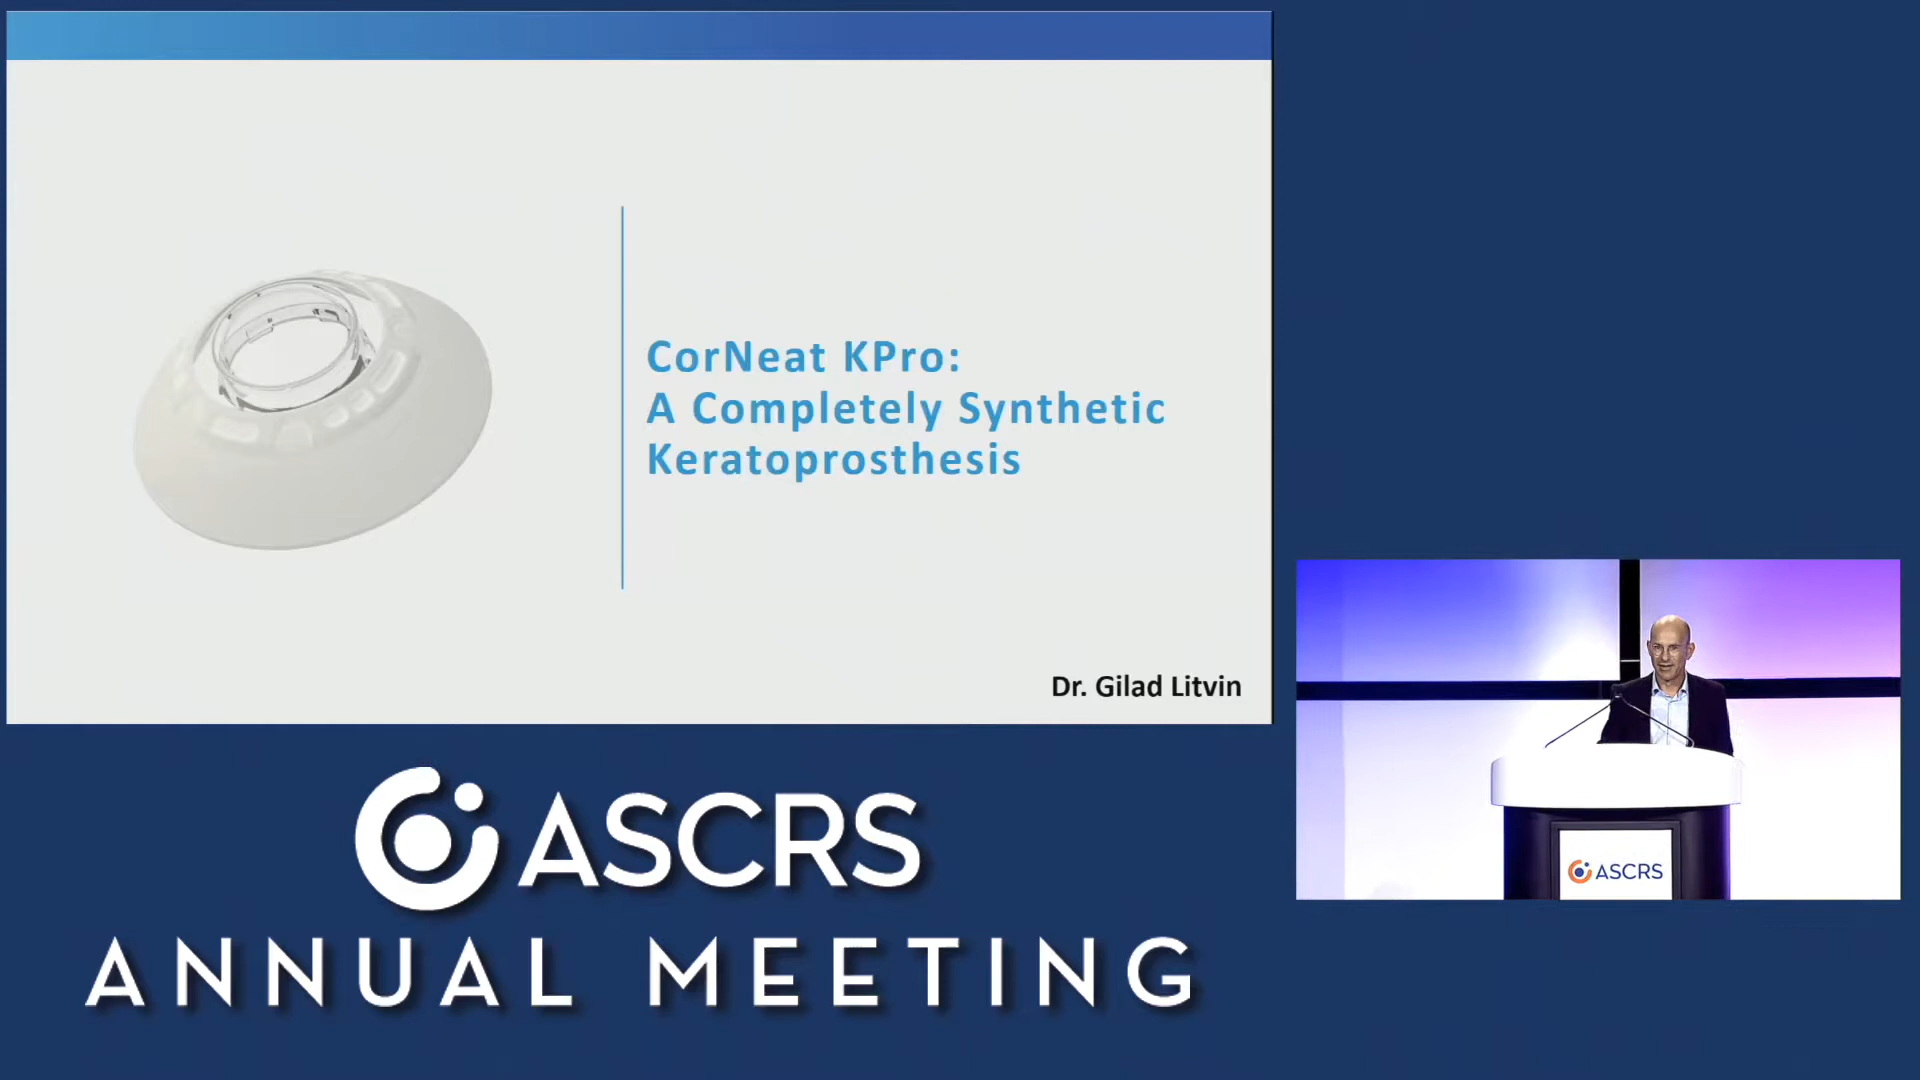 CorNeat KPro:
A Completely Synthetic
Keratoprosthesis
Dr. Gilad Litvin
ASCRS
ANNUAL MEETING
ASCRS